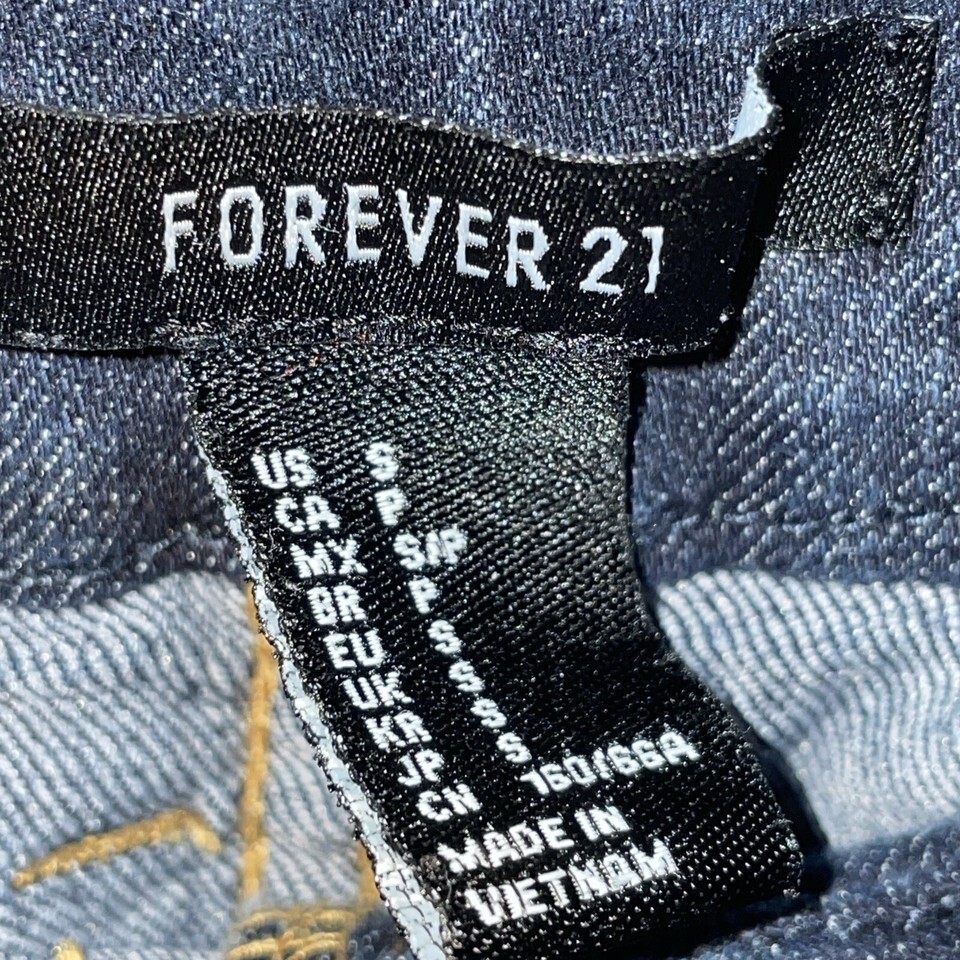 FOREVER 21
US S
CA P
MX S/P
BR P
EU S
UK S
KR S
JP S
CN 160/66A
MADE IN
VIETNAM